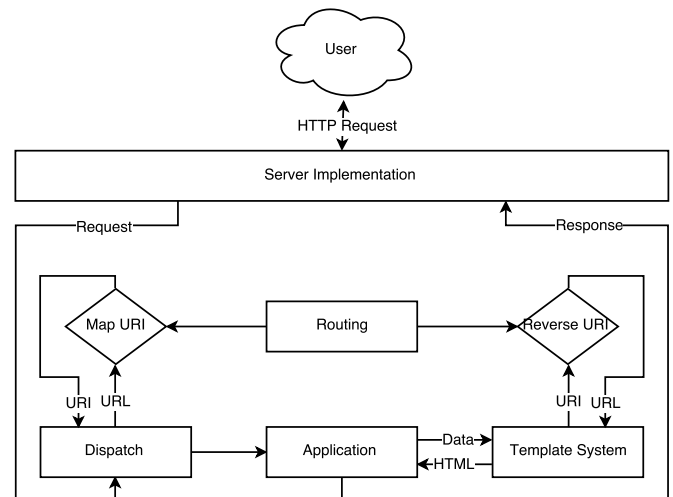 User
HTTP Request
Server Implementation
Request
Response
Map URI
Routing
Reverse URI
URI
URL
URI
URL
Dispatch
Application
Data
HTML
Template System